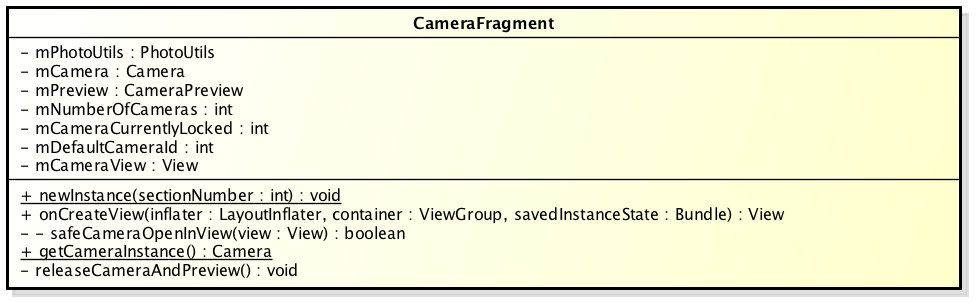 CameraFragment
- mPhotoUtils : PhotoUtils
- mCamera : Camera
- mPreview : CameraPreview
- mNumberOfCameras : int
- mCameraCurrentlyLocked : int
- mDefaultCameraId : int
- mCameraView : View
+ newInstance(sectionNumber : int) : void
+ onCreateView(inflater : LayoutInflater, container : ViewGroup, savedInstanceState : Bundle) : View
- - safeCameraOpenInView(view : View) : boolean
+ getCameraInstance() : Camera
- releaseCameraAndPreview() : void